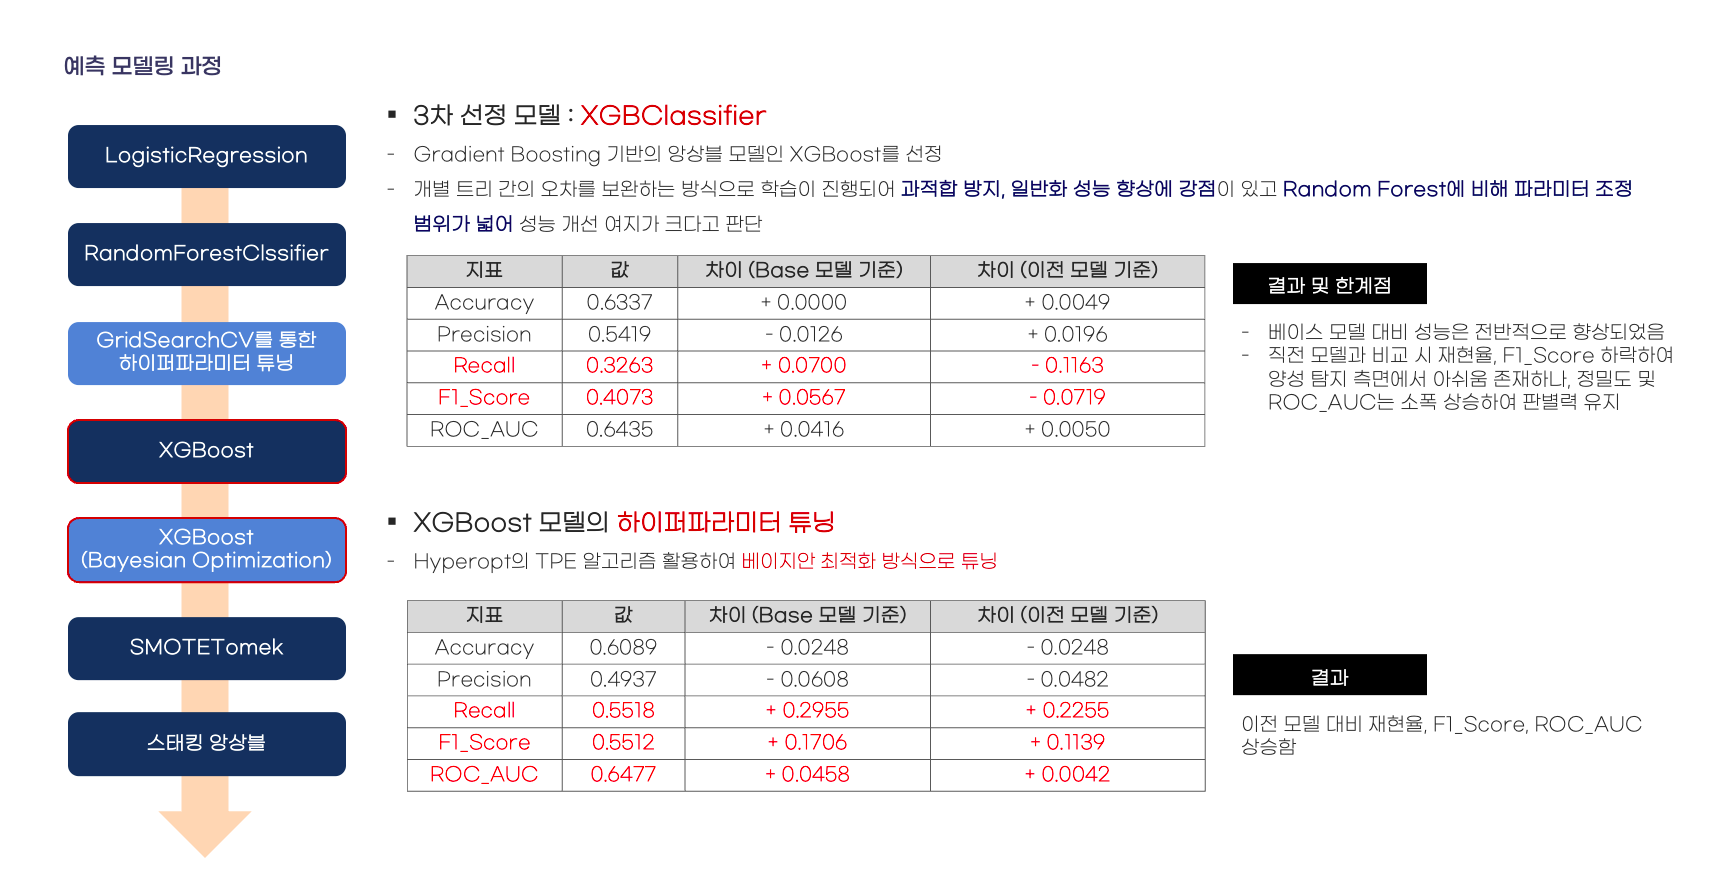 예측 모델링 과정
LogisticRegression
RandomForestClssifier
GridSearchCV를 통한
하이퍼파라미터 튜닝
XGBoost
XGBoost
(Bayesian Optimization)
SMOTETomek
스태킹 앙상블
▪ 3차 선정 모델 : XGBClassifier
- Gradient Boosting 기반의 앙상블 모델인 XGBoost를 선정
- 개별 트리 간의 오차를 보완하는 방식으로 학습이 진행되어 과적합 방지, 일반화 성능 향상에 강점이 있고 Random Forest에 비해 파라미터 조정
범위가 넓어 성능 개선 여지가 크다고 판단
지표 값 차이 (Base 모델 기준) 차이 (이전 모델 기준)
Accuracy 0.6337 + 0.0000 + 0.0049
Precision 0.5419 - 0.0126 + 0.0196
Recall 0.3263 + 0.0700 - 0.1163
F1_Score 0.4073 + 0.0567 - 0.0719
ROC_AUC 0.6435 + 0.0416 + 0.0050
결과 및 한계점
- 베이스 모델 대비 성능은 전반적으로 향상되었음
- 직전 모델과 비교 시 재현율, F1_Score 하락하여
양성 탐지 측면에서 아쉬움 존재하나, 정밀도 및
ROC_AUC는 소폭 상승하여 판별력 유지
▪ XGBoost 모델의 하이퍼파라미터 튜닝
- Hyperopt의 TPE 알고리즘 활용하여 베이지안 최적화 방식으로 튜닝
지표 값 차이 (Base 모델 기준) 차이 (이전 모델 기준)
Accuracy 0.6089 - 0.0248 - 0.0248
Precision 0.4937 - 0.0608 - 0.0482
Recall 0.5518 + 0.2955 + 0.2255
F1_Score 0.5512 + 0.1706 + 0.1139
ROC_AUC 0.6477 + 0.0458 + 0.0042
결과
이전 모델 대비 재현율, F1_Score, ROC_AUC
상승함